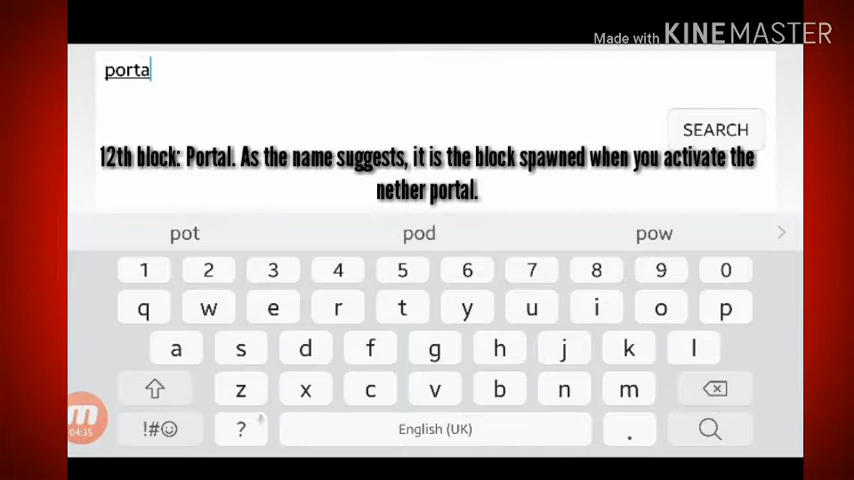 Made with KINEMASTER
porta
SEARCH
12th block: Portal. As the name suggests, it is the block spawned when you activate the
nether portal.
pot pod pow >
1 2 3 4 5 6 7 8 9 0
q w e r t y u i o p
a s d f g h j k l
z x c v b n m
!#☺ ? English (UK) .
m
04:35